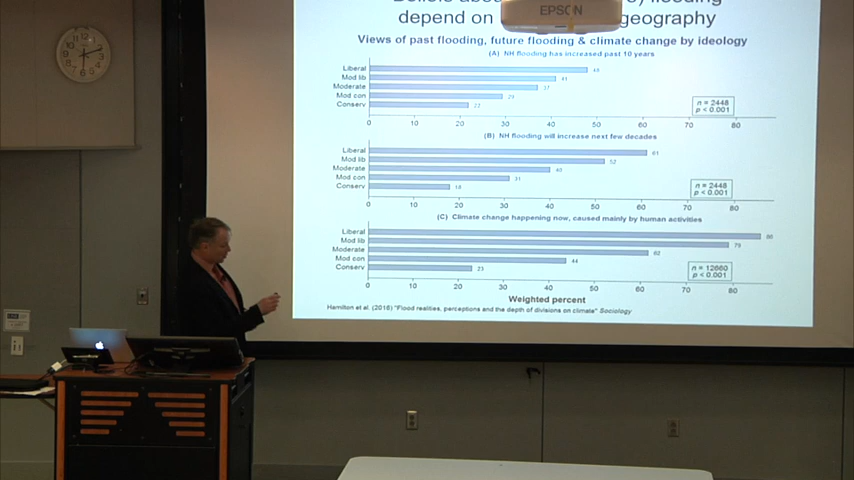 EPSON
flooding
depend on geography
Views of past flooding, future flooding & climate change by ideology
(A) NH flooding has increased past 10 years
Liberal 48
Mod lib 41
Moderate 37
Mod con 29
Conserv 22
n = 2448
p < 0.001
0 10 20 30 40 50 60 70 80
(B) NH flooding will increase next few decades
Liberal 61
Mod lib 52
Moderate 40
Mod con 31
Conserv 18
n = 2448
p < 0.001
0 10 20 30 40 50 60 70 80
(C) Climate change happening now, caused mainly by human activities
Liberal 86
Mod lib 79
Moderate 62
Mod con 44
Conserv 23
n = 12660
p < 0.001
0 10 20 30 40 50 60 70 80
Weighted percent
Hamilton et al. (2016) "Flood realities, perceptions and the depth of divisions on climate" Sociology